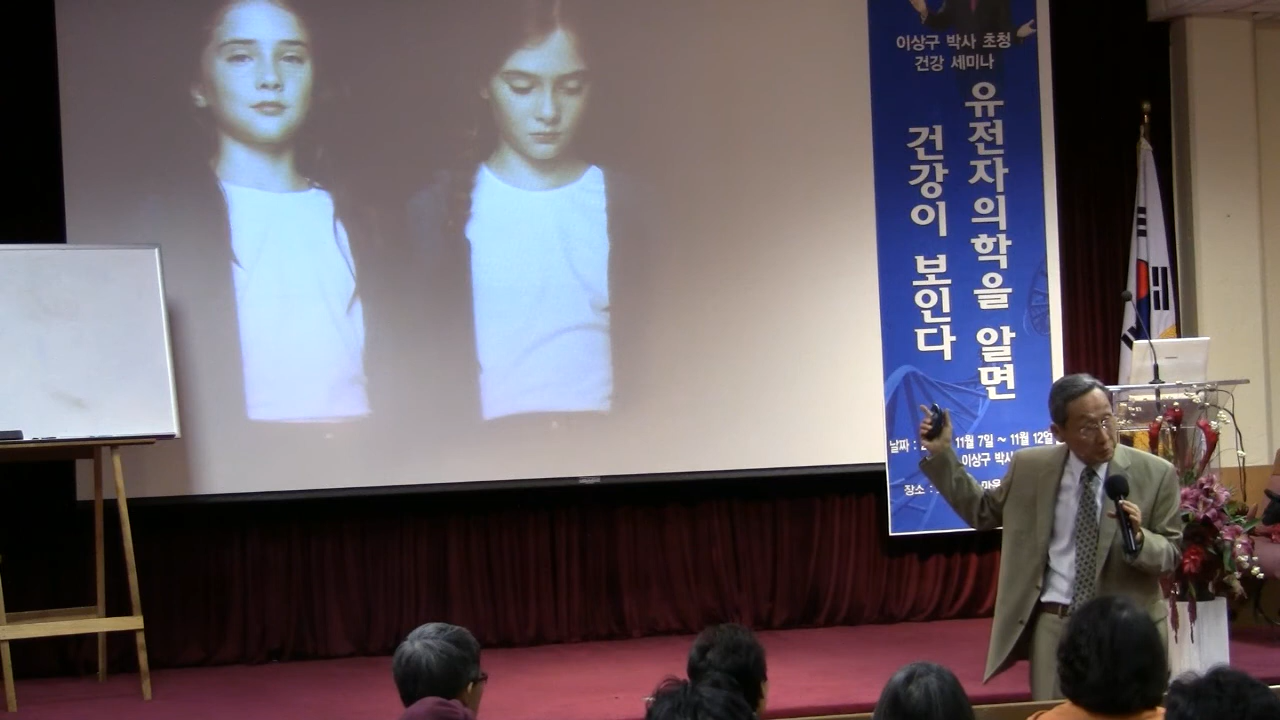 이상구 박사 초청
건강 세미나
유전자의학을 알면
건강이 보인다
날짜 : 11월 7일 ~ 11월 12일
이상구 박사
장소 :